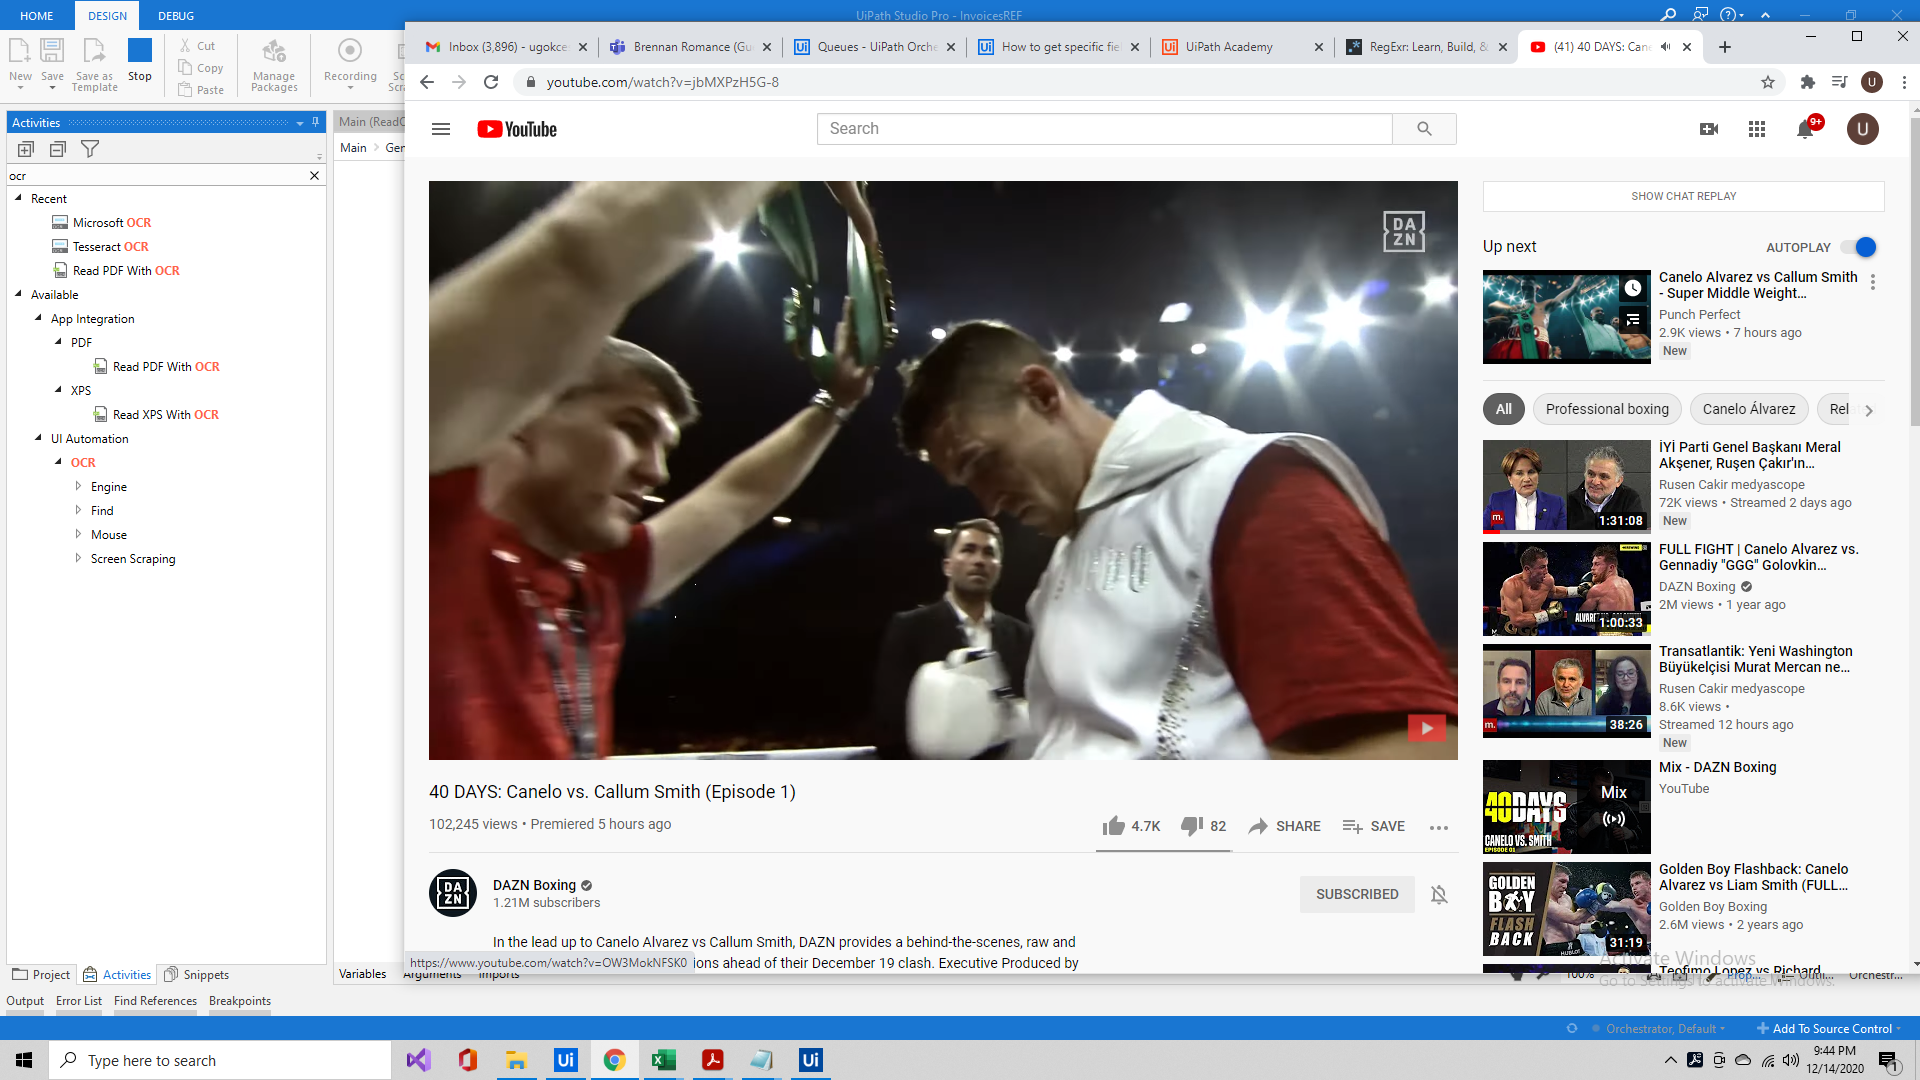 HOME
DESIGN
DEBUG
UiPath Studio Pro - InvoicesREF
New
Save
Save as
Template
Stop
Cut
Copy
Paste
Manage
Packages
Recording
Inbox (3,896) - ugokce
Brennan Romance (Gu
Queues - UiPath Orche
How to get specific fie
UiPath Academy
RegExr: Learn, Build, &
(41) 40 DAYS: Can
youtube.com/watch?v=jbMXPzH5G-8
Activities
ocr
Recent
Microsoft OCR
Tesseract OCR
Read PDF With OCR
Available
App Integration
PDF
Read PDF With OCR
XPS
Read XPS With OCR
UI Automation
OCR
Engine
Find
Mouse
Screen Scraping
Main (Read
Main > Ger
YouTube
Search
9+
U
DA
ZN
40 DAYS: Canelo vs. Callum Smith (Episode 1)
102,245 views • Premiered 5 hours ago
4.7K
82
SHARE
SAVE
DAZN Boxing
1.21M subscribers
SUBSCRIBED
In the lead up to Canelo Alvarez vs Callum Smith, DAZN provides a behind-the-scenes, raw and
ions ahead of their December 19 clash. Executive Produced by
https://www.youtube.com/watch?v=OW3MokNFSK0
SHOW CHAT REPLAY
Up next
AUTOPLAY
Canelo Alvarez vs Callum Smith
- Super Middle Weight...
Punch Perfect
2.9K views • 7 hours ago
New
All
Professional boxing
Canelo Álvarez
Rel
İYİ Parti Genel Başkanı Meral
Akşener, Ruşen Çakır'ın...
Rusen Cakir medyascope
72K views • Streamed 2 days ago
New
1:31:08
FULL FIGHT | Canelo Alvarez vs.
Gennadiy "GGG" Golovkin...
DAZN Boxing
2M views • 1 year ago
1:00:33
Transatlantik: Yeni Washington
Büyükelçisi Murat Mercan ne...
Rusen Cakir medyascope
8.6K views •
Streamed 12 hours ago
New
38:26
Mix - DAZN Boxing
YouTube
Mix
40DAYS
CANELO VS. SMITH
EPISODE 01
Golden Boy Flashback: Canelo
Alvarez vs Liam Smith (FULL...
Golden Boy Boxing
2.6M views • 2 years ago
GOLDEN
BOY
FLASH
BACK
31:19
Teofimo Lopez vs Richard
Activate Windows
Go to Settings to activate Windows.
Project
Activities
Snippets
Variables
Arguments
Imports
100%
Output
Error List
Find References
Breakpoints
Orchestrator, Default
Add To Source Control
Type here to search
9:44 PM
12/14/2020
1